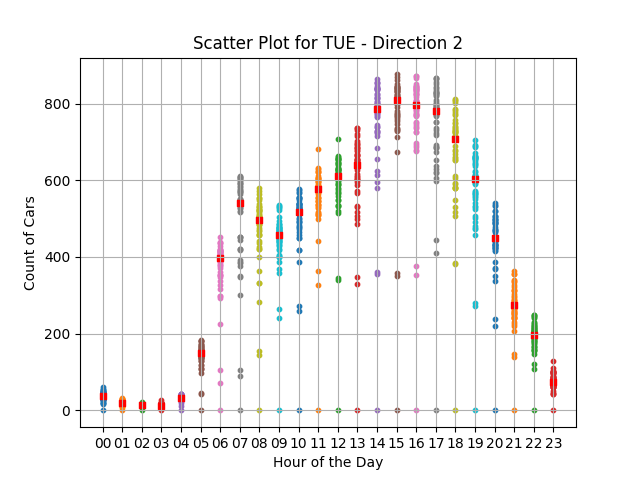 Scatter Plot for TUE - Direction 2
Count of Cars
800
600
400
200
0
00 01 02 03 04 05 06 07 08 09 10 11 12 13 14 15 16 17 18 19 20 21 22 23
Hour of the Day